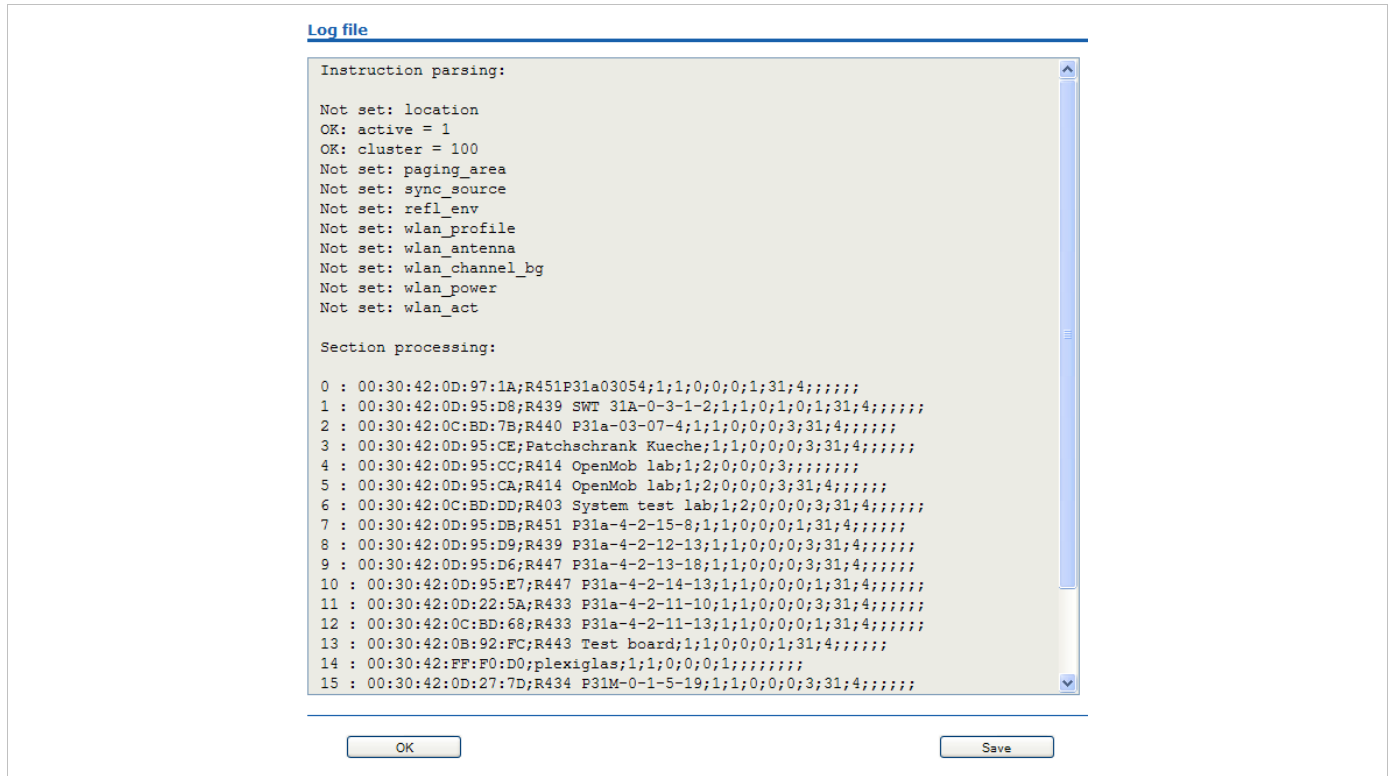 Log file
Instruction parsing:
Not set: location
OK: active = 1
OK: cluster = 100
Not set: paging_area
Not set: sync_source
Not set: refl_env
Not set: wlan_profile
Not set: wlan_antenna
Not set: wlan_channel_bg
Not set: wlan_power
Not set: wlan_act
Section processing:
0 : 00:30:42:0D:97:1A;R451P31a03054;1;1;0;0;0;1;31;4;;;;;;
1 : 00:30:42:0D:95:D8;R439 SWT 31A-0-3-1-2;1;1;0;1;0;1;31;4;;;;;;
2 : 00:30:42:0C:BD:7B;R440 P31a-03-07-4;1;1;0;0;0;3;31;4;;;;;;
3 : 00:30:42:0D:95:CE;Patchschrank Kueche;1;1;0;0;0;3;31;4;;;;;;
4 : 00:30:42:0D:95:CC;R414 OpenMob lab;1;2;0;0;0;3;;;;;;;;
5 : 00:30:42:0D:95:CA;R414 OpenMob lab;1;2;0;0;0;3;31;4;;;;;;
6 : 00:30:42:0C:BD:DD;R403 System test lab;1;2;0;0;0;3;31;4;;;;;;
7 : 00:30:42:0D:95:DB;R451 P31a-4-2-15-8;1;1;0;0;0;1;31;4;;;;;;
8 : 00:30:42:0D:95:D9;R439 P31a-4-2-12-13;1;1;0;0;0;3;31;4;;;;;;
9 : 00:30:42:0D:95:D6;R447 P31a-4-2-13-18;1;1;0;0;0;3;31;4;;;;;;
10 : 00:30:42:0D:95:E7;R447 P31a-4-2-14-13;1;1;0;0;0;1;31;4;;;;;;
11 : 00:30:42:0D:22:5A;R433 P31a-4-2-11-10;1;1;0;0;0;3;31;4;;;;;;
12 : 00:30:42:0C:BD:68;R433 P31a-4-2-11-13;1;1;0;0;0;1;31;4;;;;;;
13 : 00:30:42:0B:92:FC;R443 Test board;1;1;0;0;0;1;31;4;;;;;;
14 : 00:30:42:FF:F0:D0;plexiglas;1;1;0;0;0;1;;;;;;;;
15 : 00:30:42:0D:27:7D;R434 P31M-0-1-5-19;1;1;0;0;0;3;31;4;;;;;;
OK
Save